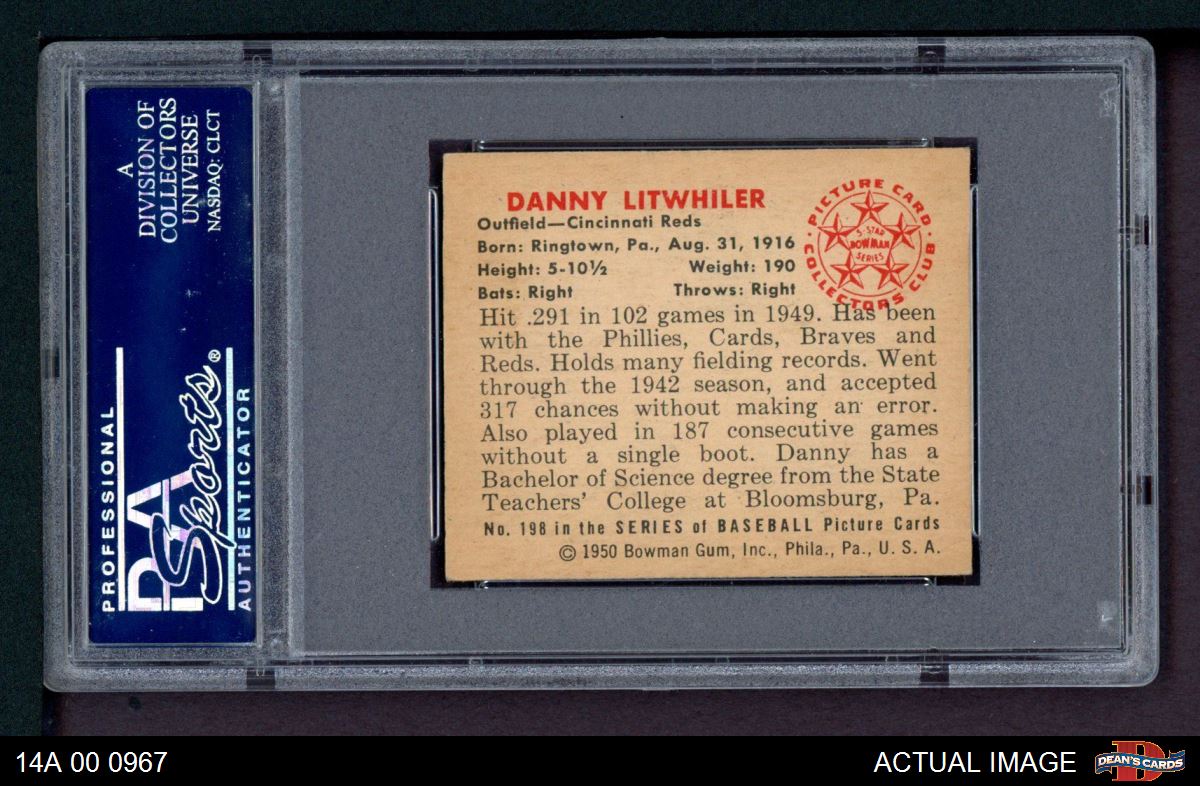 A
DIVISION OF
COLLECTORS
UNIVERSE
NASDAQ: CLCT
PROFESSIONAL
PSA
Sports®
AUTHENTICATOR
DANNY LITWHILER
Outfield—Cincinnati Reds
Born: Ringtown, Pa., Aug. 31, 1916
Height: 5-10½ Weight: 190
Bats: Right Throws: Right
· PICTURE CARD ·
COLLECTORS CLUB
5-STAR
BOWMAN
SERIES
Hit .291 in 102 games in 1949. Has been
with the Phillies, Cards, Braves and
Reds. Holds many fielding records. Went
through the 1942 season, and accepted
317 chances without making an error.
Also played in 187 consecutive games
without a single boot. Danny has a
Bachelor of Science degree from the State
Teachers' College at Bloomsburg, Pa.
No. 198 in the SERIES of BASEBALL Picture Cards
© 1950 Bowman Gum, Inc., Phila., Pa., U. S. A.
14A 00 0967
ACTUAL IMAGE
D
DEAN'S CARDS